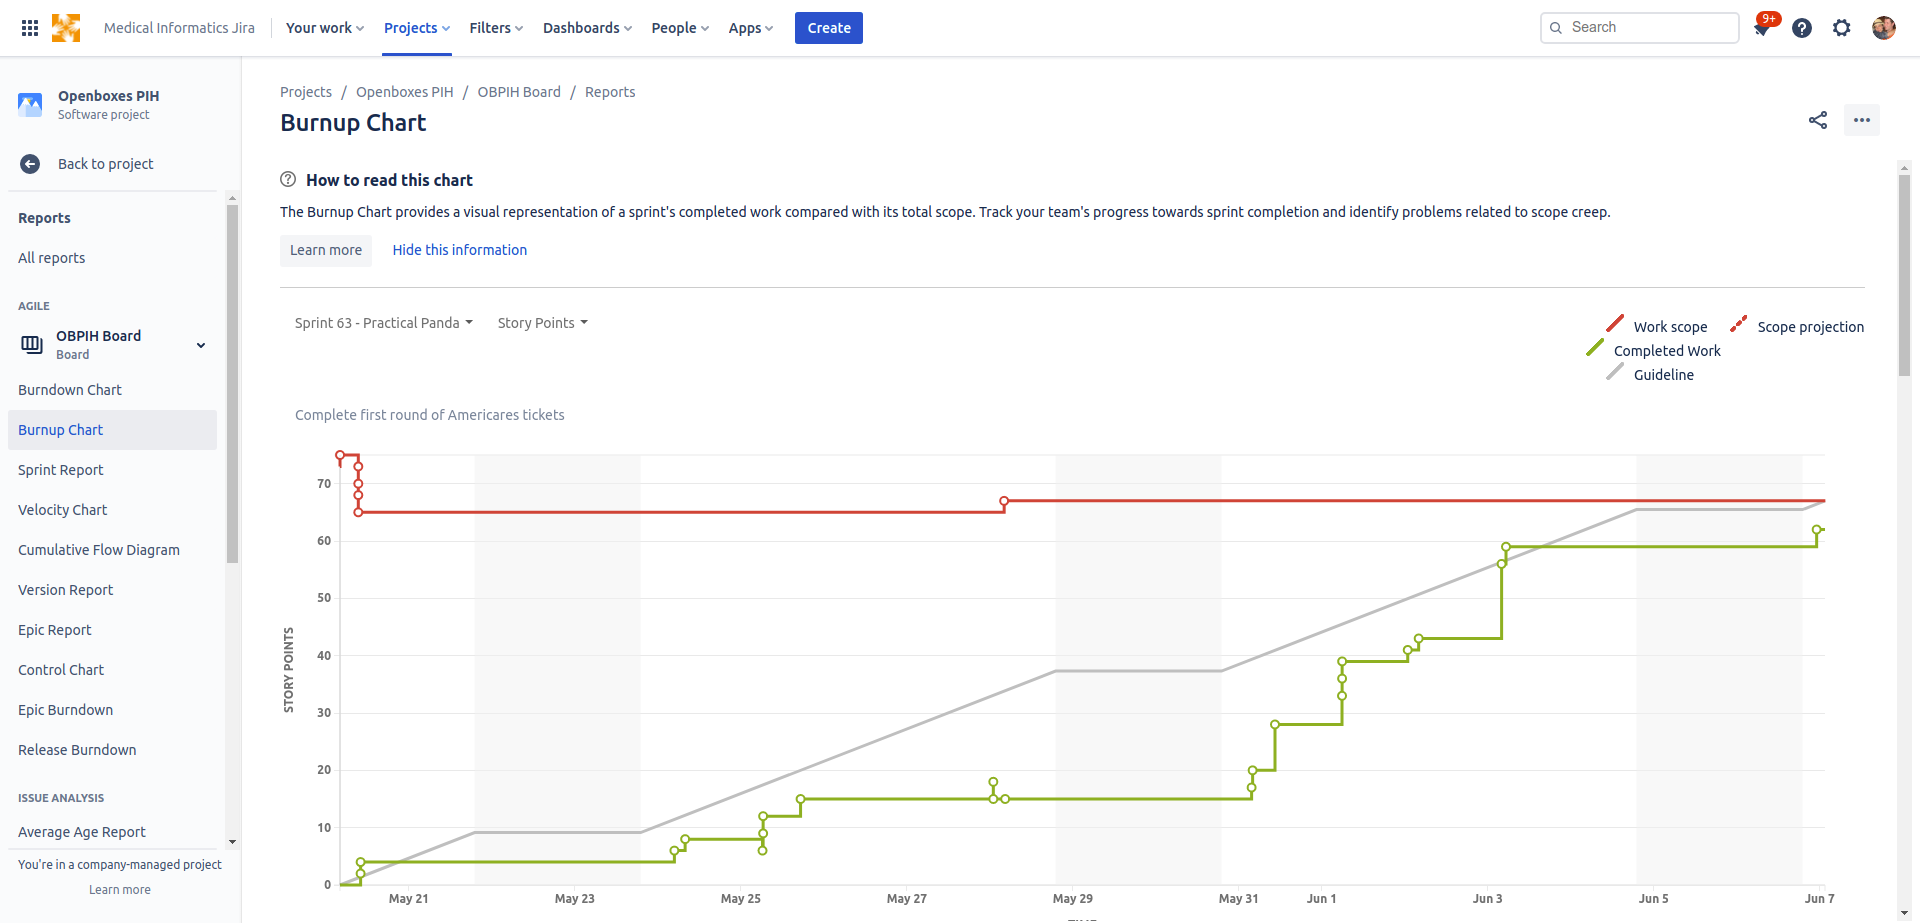 Medical Informatics Jira
Your work
Projects
Filters
Dashboards
People
Apps
Create
Search
9+
Openboxes PIH
Software project
Back to project
Reports
All reports
AGILE
OBPIH Board
Board
Burndown Chart
Burnup Chart
Sprint Report
Velocity Chart
Cumulative Flow Diagram
Version Report
Epic Report
Control Chart
Epic Burndown
Release Burndown
ISSUE ANALYSIS
Average Age Report
You're in a company-managed project
Learn more
Projects / Openboxes PIH / OBPIH Board / Reports
Burnup Chart
How to read this chart
The Burnup Chart provides a visual representation of a sprint's completed work compared with its total scope. Track your team's progress towards sprint completion and identify problems related to scope creep.
Learn more
Hide this information
Sprint 63 - Practical Panda
Story Points
Work scope
Scope projection
Completed Work
Guideline
Complete first round of Americares tickets
STORY POINTS
70
60
50
40
30
20
10
0
May 21
May 23
May 25
May 27
May 29
May 31
Jun 1
Jun 3
Jun 5
Jun 7